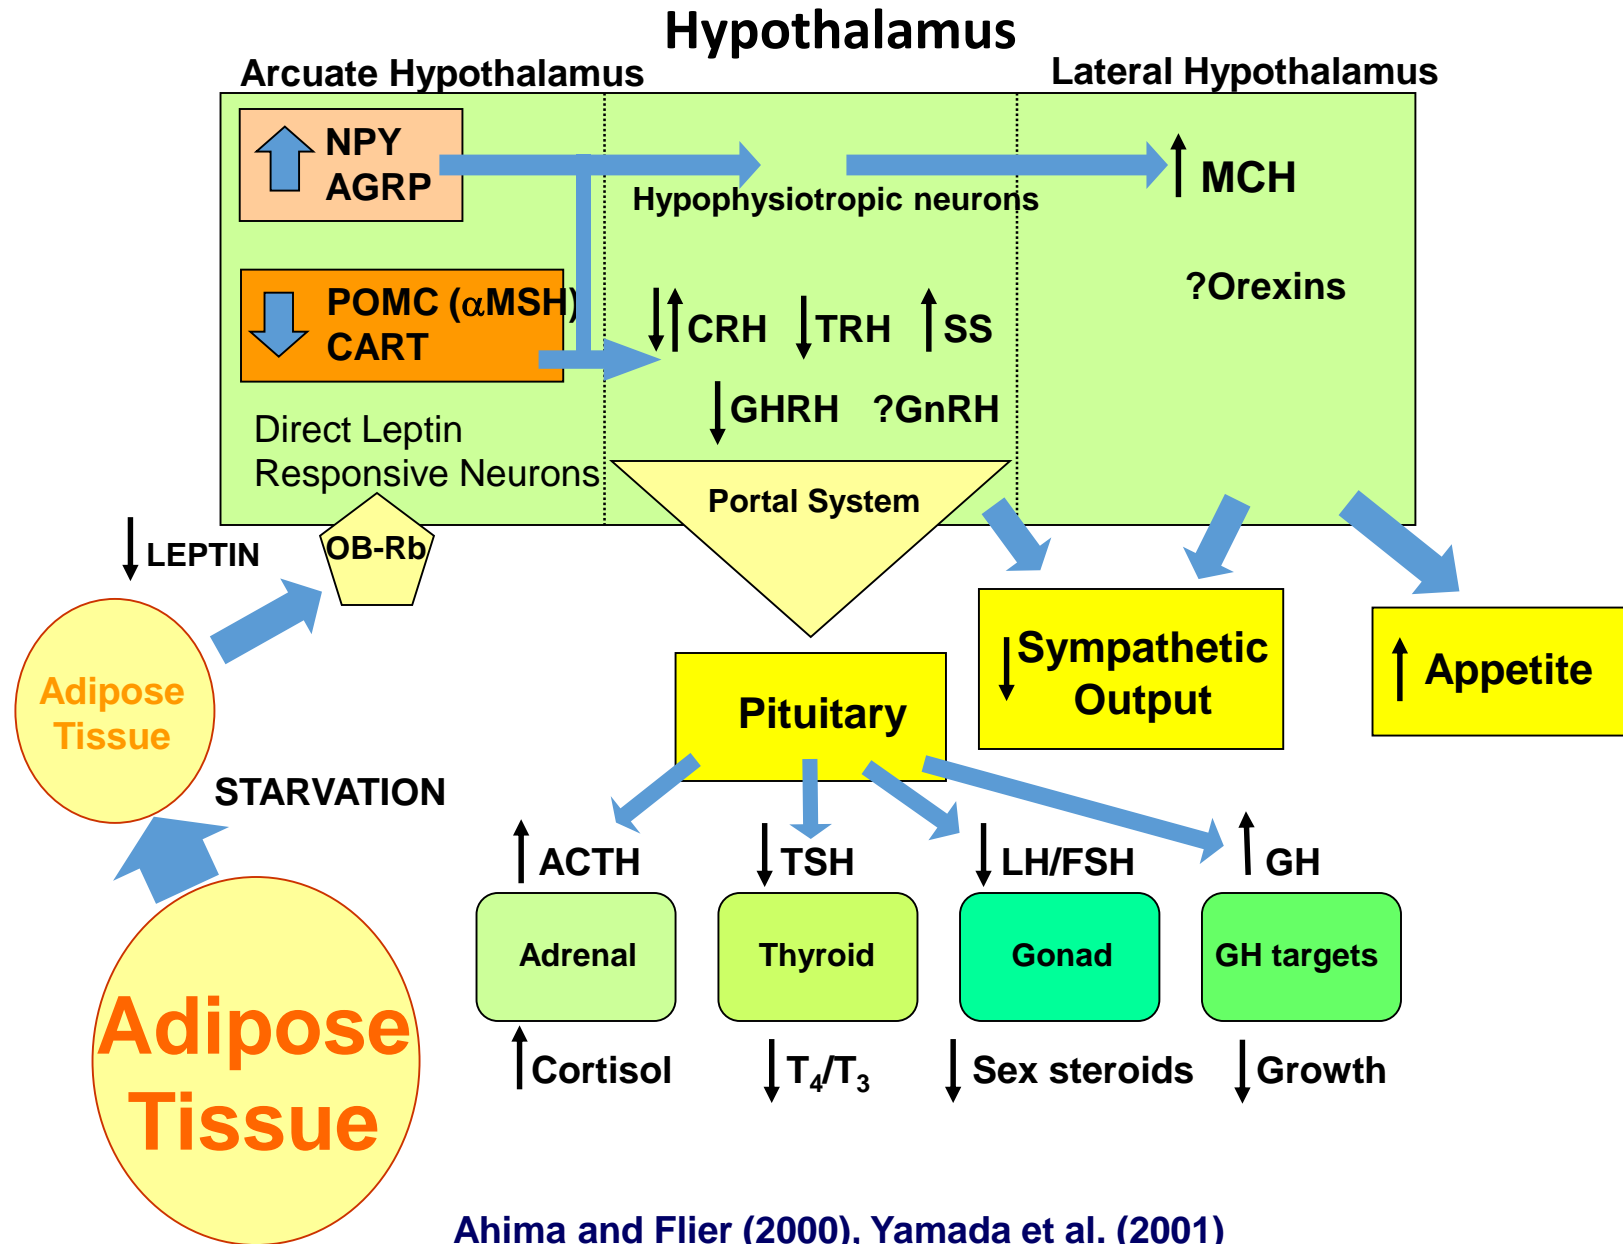 Hypothalamus
Arcuate Hypothalamus
Lateral Hypothalamus
NPY
AGRP
Hypophysiotropic neurons
MCH
?Orexins
POMC (αMSH)
CART
CRH
TRH
SS
GHRH
?GnRH
Direct Leptin
Responsive Neurons
Portal System
LEPTIN
OB-Rb
Adipose
Tissue
Sympathetic
Output
Appetite
Pituitary
STARVATION
ACTH
TSH
LH/FSH
GH
Adrenal
Thyroid
Gonad
GH targets
Adipose
Tissue
Cortisol
T₄/T₃
Sex steroids
Growth
Ahima and Flier (2000), Yamada et al. (2001)